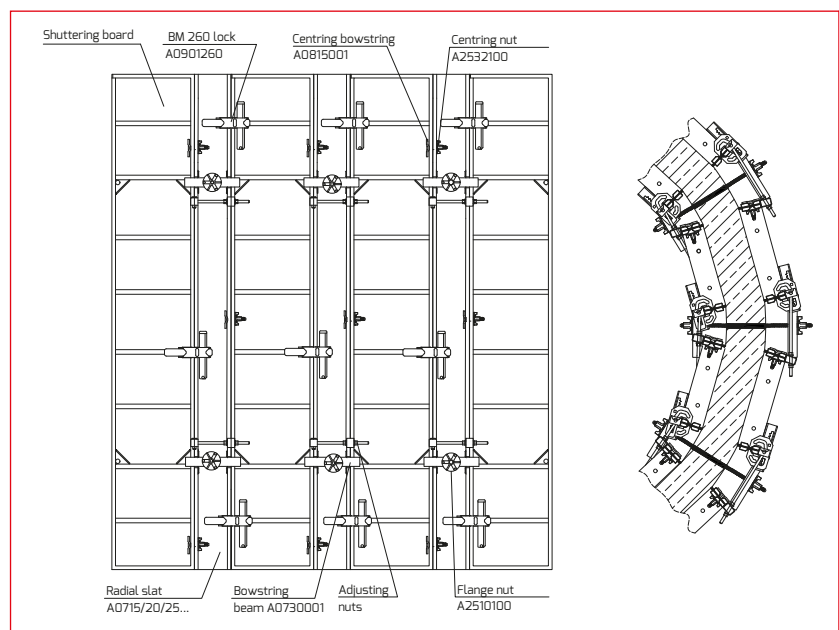 Shuttering board
BM 260 lock
A0901260
Centring bowstring
A0815001
Centring nut
A2532100
Radial slat
A0715/20/25...
Bowstring
beam A0730001
Adjusting
nuts
Flange nut
A2510100